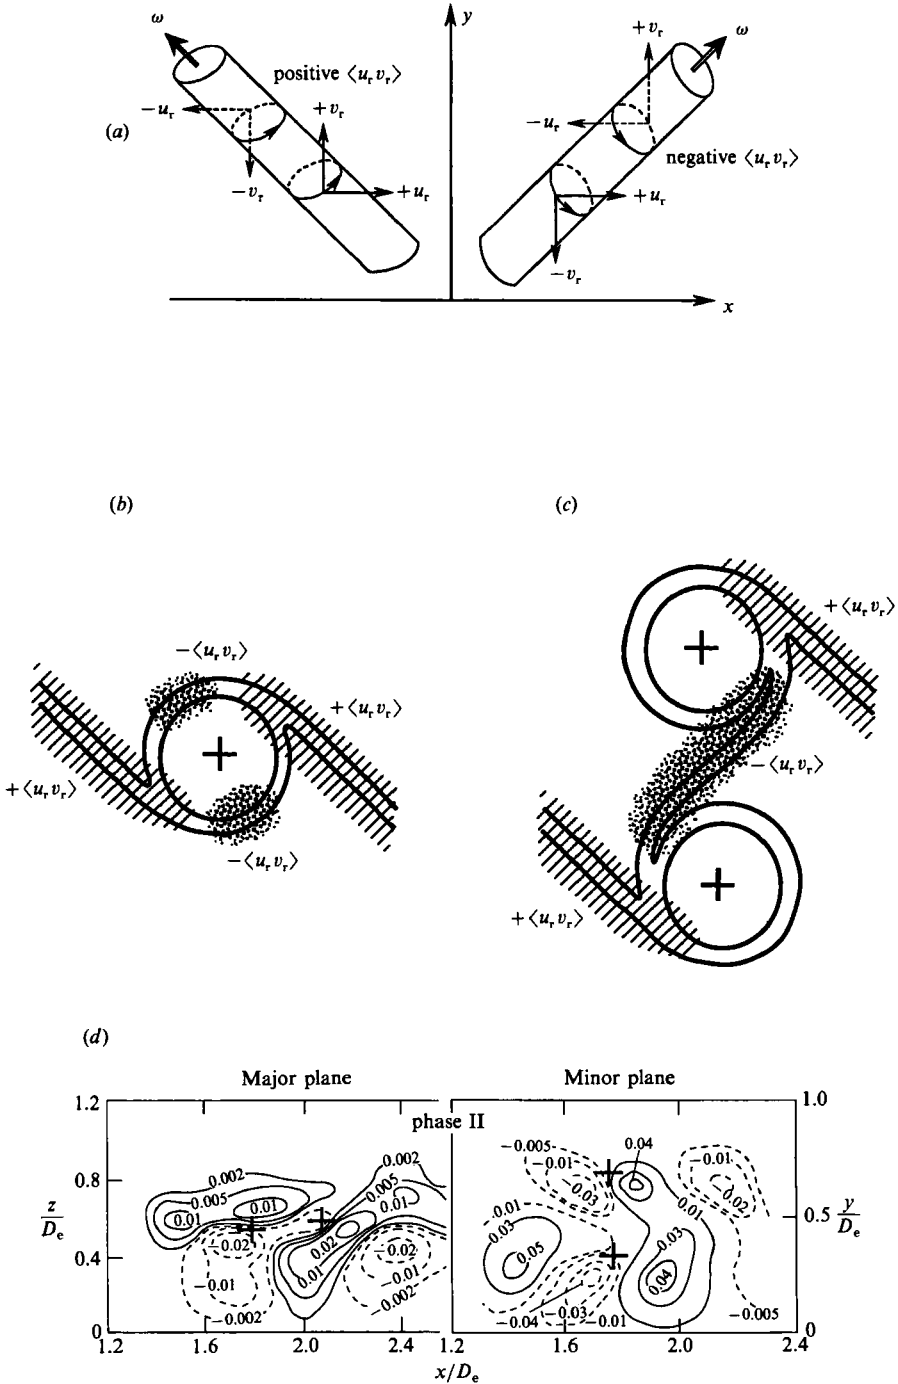 (a)
ω
y
+v_r
ω
positive ⟨u_r v_r⟩
−u_r
+v_r
−u_r
negative ⟨u_r v_r⟩
−v_r
+u_r
+u_r
−v_r
x
(b)
(c)
−⟨u_r v_r⟩
+⟨u_r v_r⟩
+⟨u_r v_r⟩
−⟨u_r v_r⟩
+⟨u_r v_r⟩
−⟨u_r v_r⟩
+⟨u_r v_r⟩
(d)
Major plane
Minor plane
phase II
1.2
0.8
z/D_e
0.4
0
0.002
0.002
0.005
0.005
0.01
0.01
0.01
−0.02
0.02
−0.02
−0.01
0.01
−0.01
−0.002
−0.002
1.2
1.6
2.0
2.4
−0.005
0.04
−0.01
−0.01
−0.03
−0.02
−0.01
0.01
−0.03
0.03
0.05
0.04
−0.04
−0.03
−0.01
−0.005
1.0
0.5
y/D_e
0
1.2
1.6
2.0
2.4
x/D_e